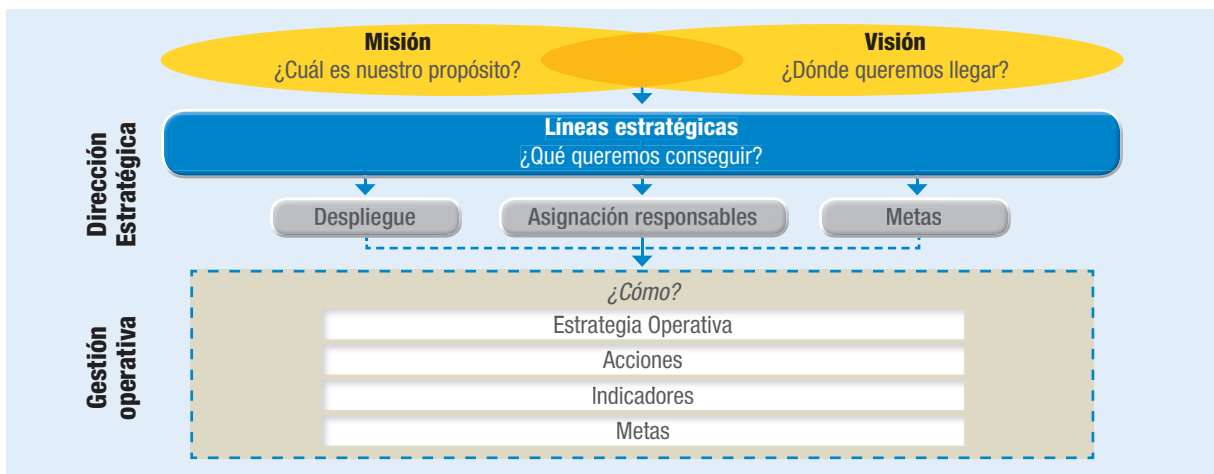 Misión
¿Cuál es nuestro propósito?
Visión
¿Dónde queremos llegar?
Dirección
Estratégica
Líneas estratégicas
¿Qué queremos conseguir?
Despliegue
Asignación responsables
Metas
Gestión
operativa
¿Cómo?
Estrategia Operativa
Acciones
Indicadores
Metas